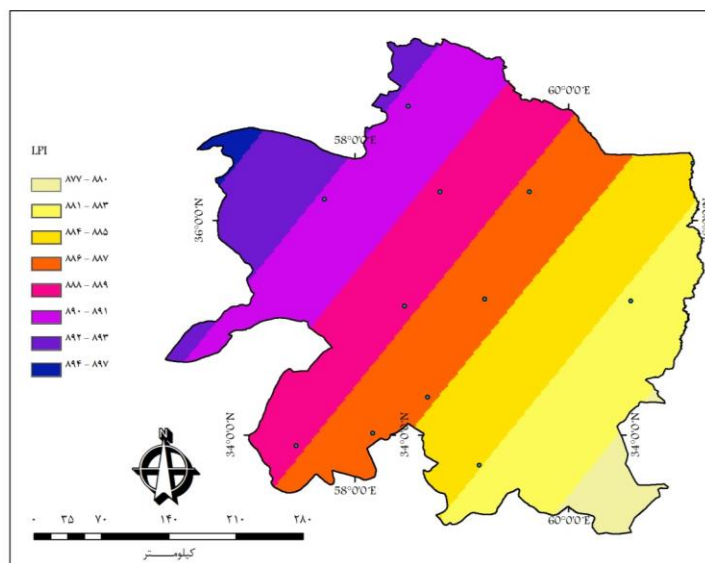 LPI
۸۷۷ – ۸۸۰
۸۸۱ – ۸۸۳
۸۸۴ – ۸۸۵
۸۸۶ – ۸۸۷
۸۸۸ – ۸۸۹
۸۹۰ – ۸۹۱
۸۹۲ – ۸۹۳
۸۹۴ – ۸۹۷
58°0'0"E
60°0'0"E
36°0'0"N
34°0'0"N
34°0'0"N
34°0'0"N
58°0'0"E
60°0'0"E
N
۰ ۳۵ ۷۰ ۱۴۰ ۲۱۰ ۲۸۰
کیلومتر